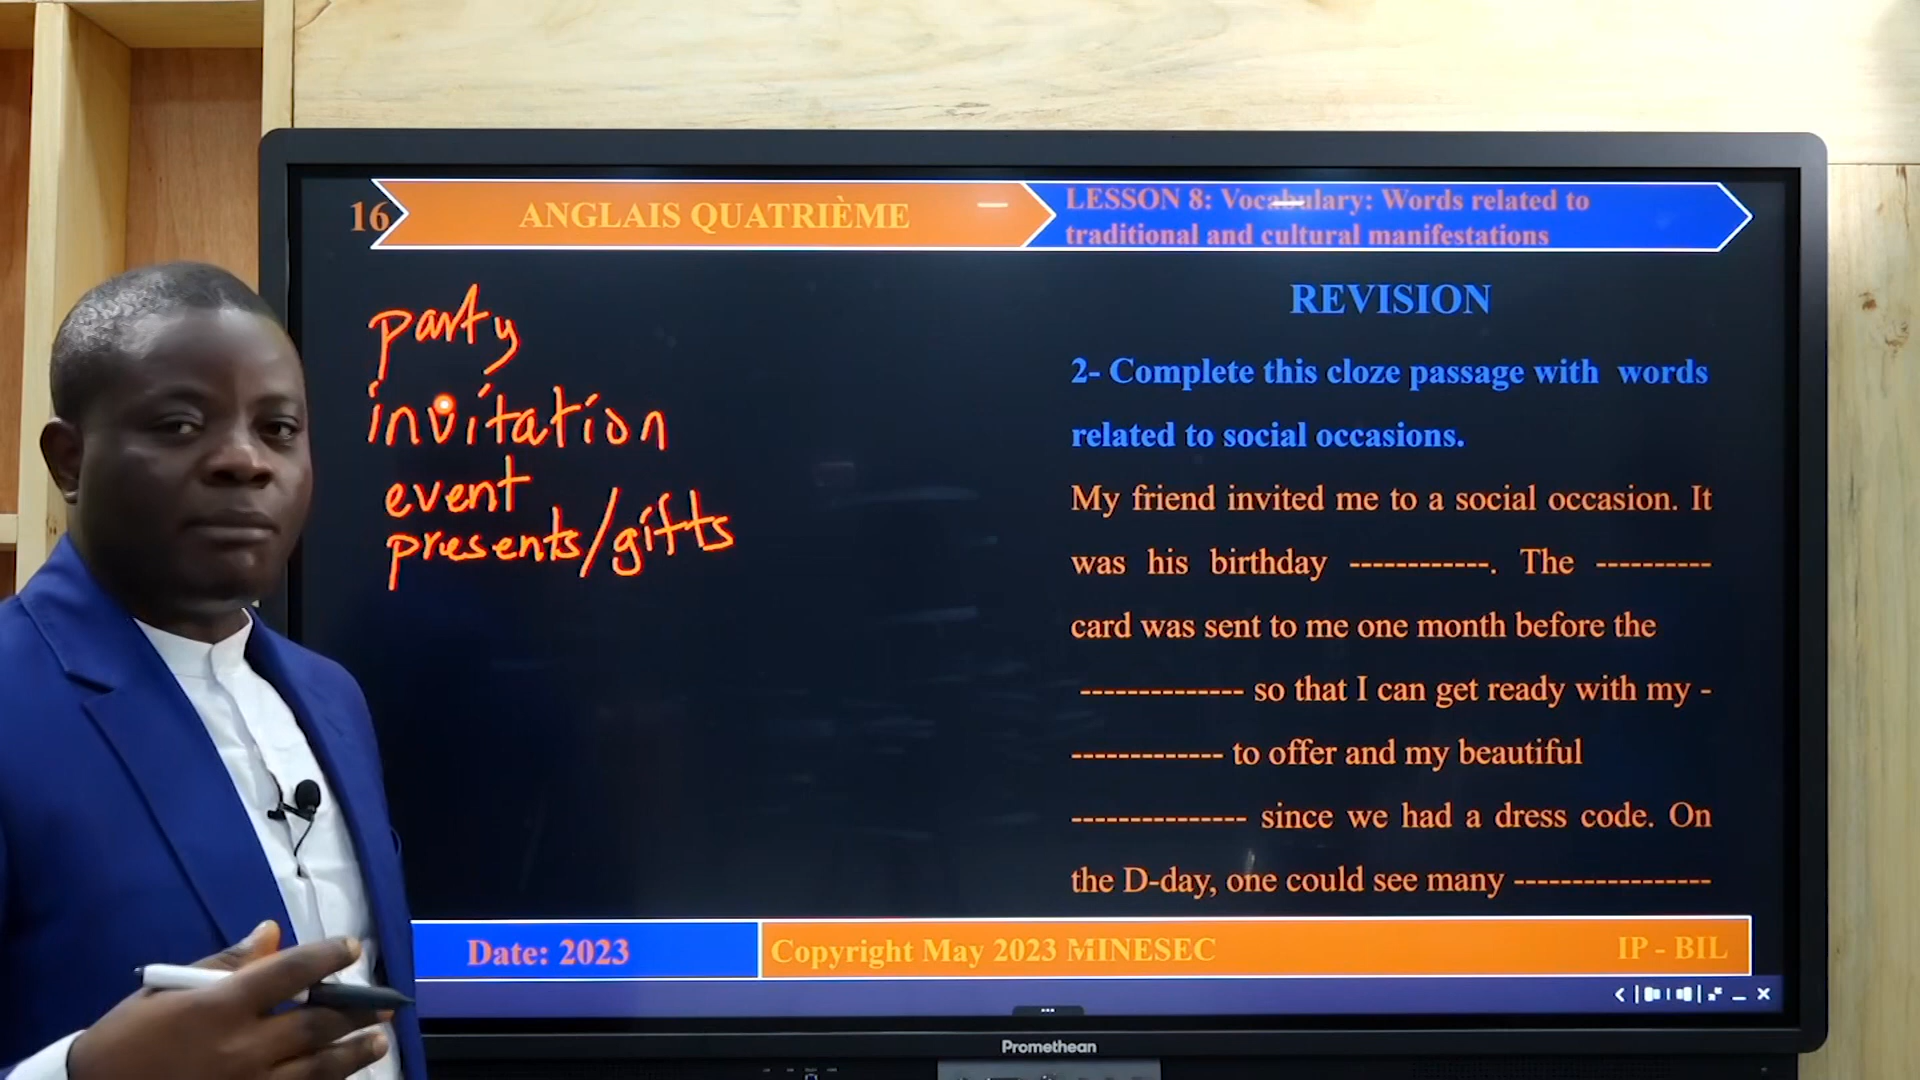 16
ANGLAIS QUATRIÈME
LESSON 8: Vocabulary: Words related to
traditional and cultural manifestations
party
invitation
event
presents/gifts
REVISION
2- Complete this cloze passage with words
related to social occasions.
My friend invited me to a social occasion. It
was his birthday ------------. The ----------
card was sent to me one month before the
-------------- so that I can get ready with my -
------------- to offer and my beautiful
--------------- since we had a dress code. On
the D-day, one could see many -----------------
Date: 2023
Copyright May 2023 MINESEC
IP - BIL
Promethean